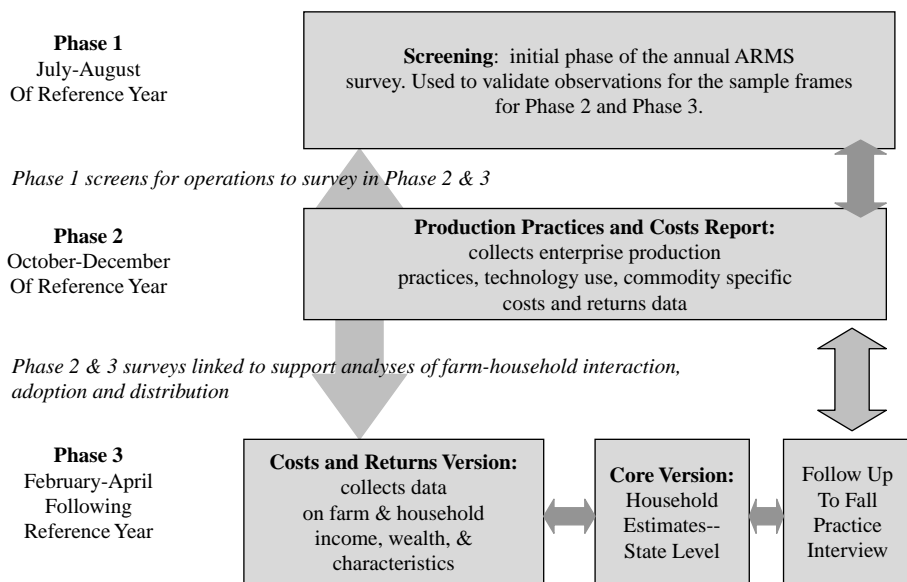 Phase 1
July-August
Of Reference Year
Screening: initial phase of the annual ARMS
survey. Used to validate observations for the sample frames
for Phase 2 and Phase 3.
Phase 1 screens for operations to survey in Phase 2 & 3
Phase 2
October-December
Of Reference Year
Production Practices and Costs Report:
collects enterprise production
practices, technology use, commodity specific
costs and returns data
Phase 2 & 3 surveys linked to support analyses of farm-household interaction,
adoption and distribution
Phase 3
February-April
Following
Reference Year
Costs and Returns Version:
collects data
on farm & household
income, wealth, &
characteristics
Core Version:
Household
Estimates--
State Level
Follow Up
To Fall
Practice
Interview